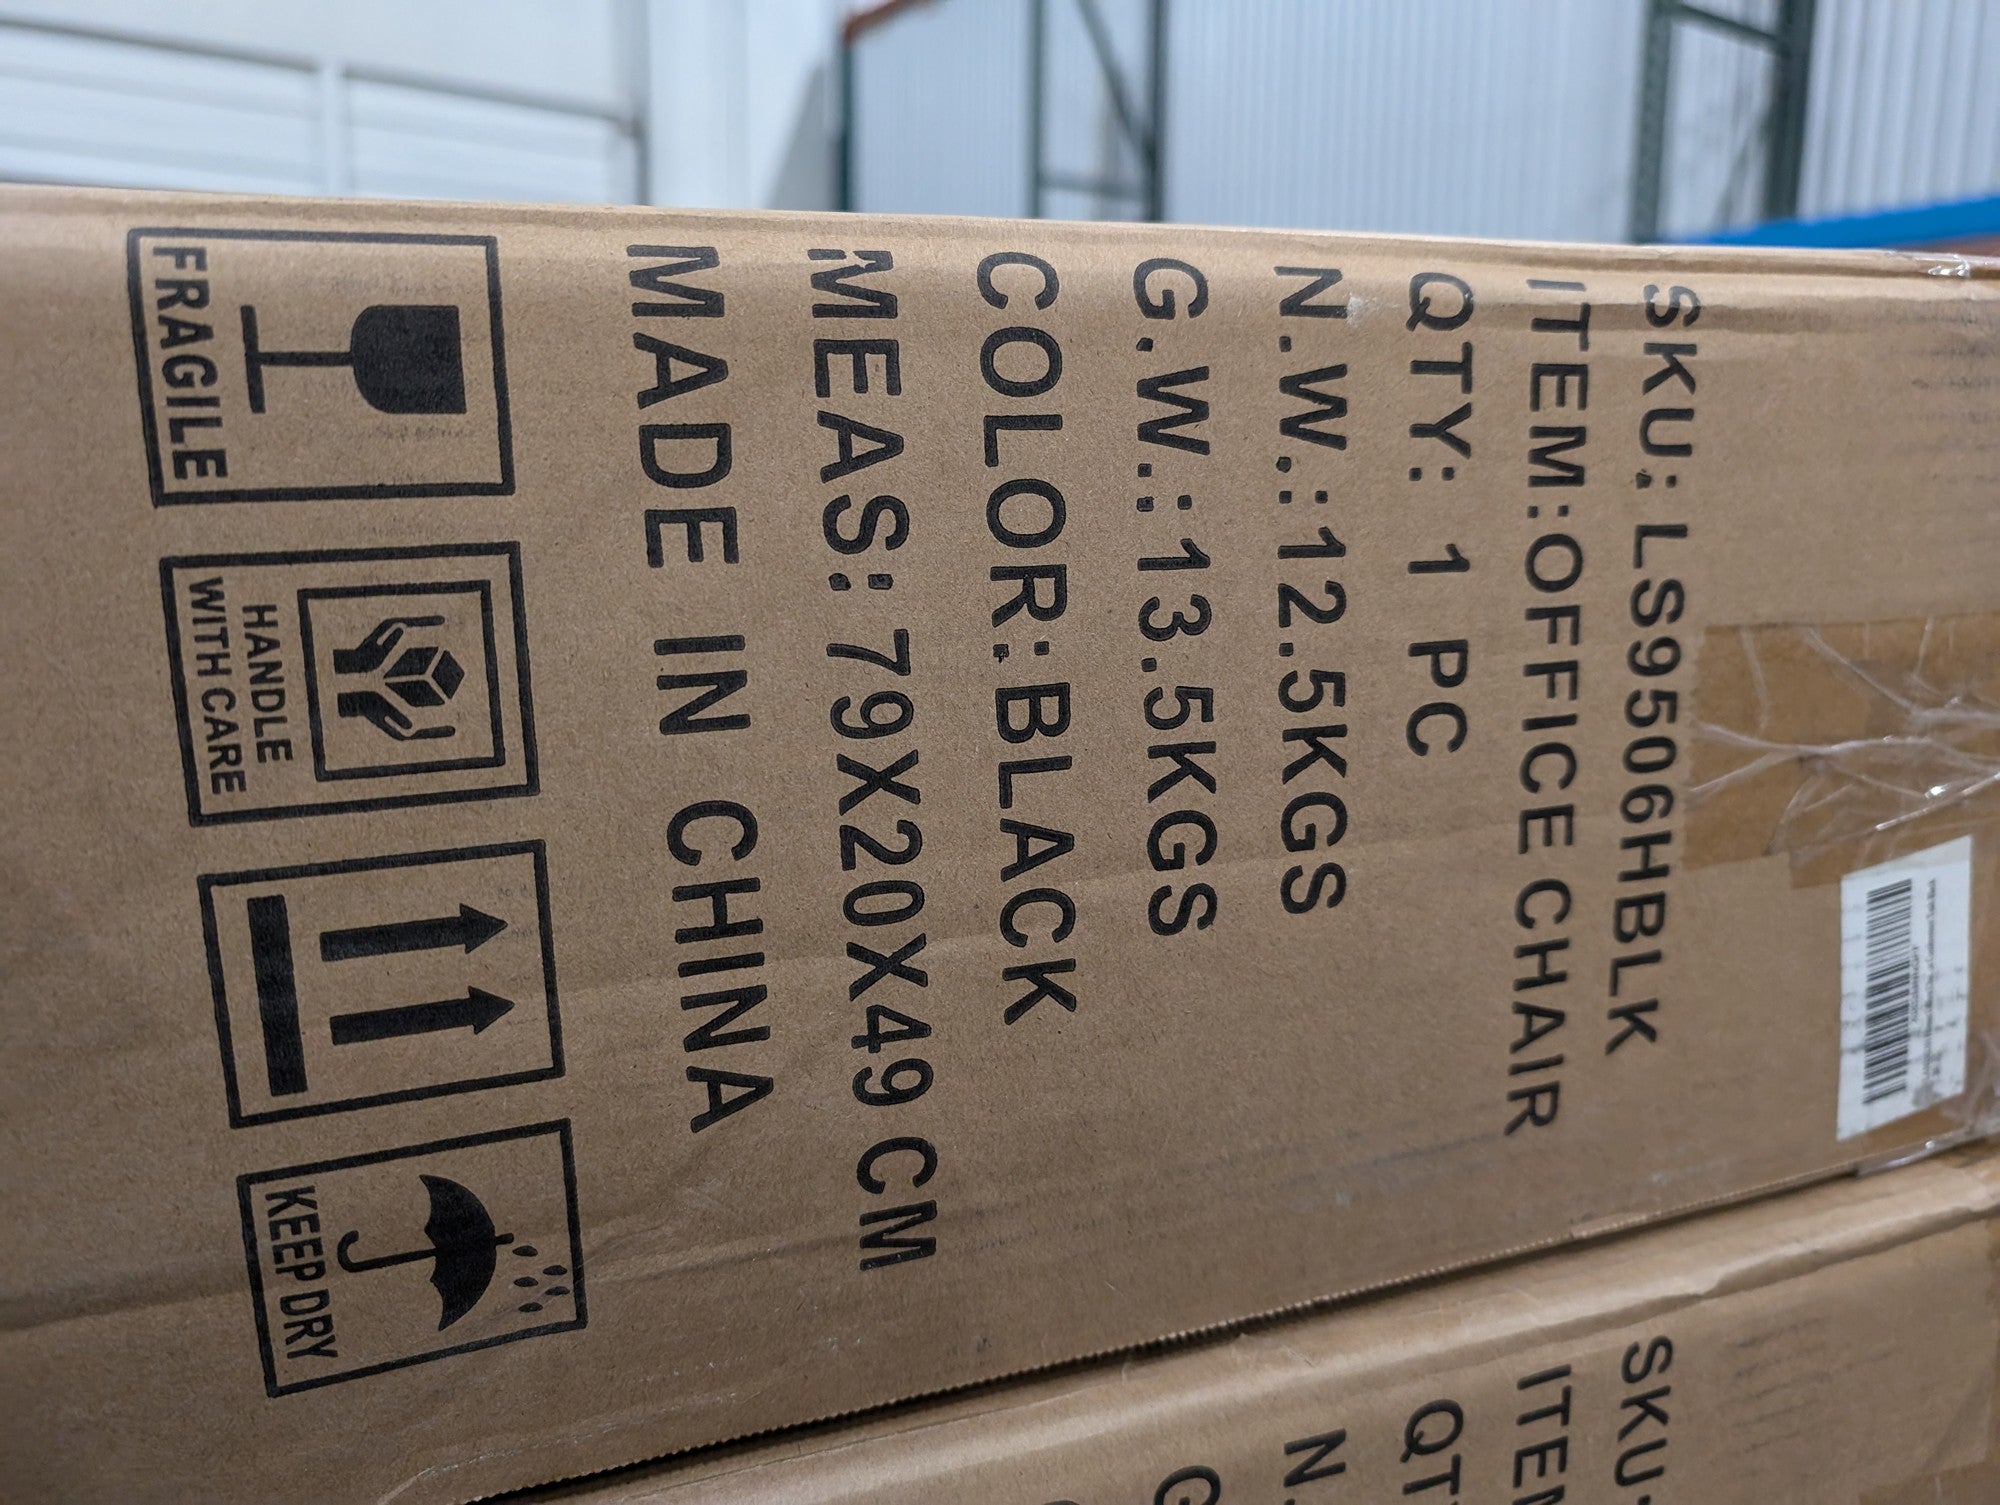 SKU: LS9506HBLK
ITEM:OFFICE CHAIR
QTY: 1 PC
N.W.:12.5KGS
G.W.:13.5KGS
COLOR:BLACK
MEAS: 79X20X49 CM
MADE IN CHINA
FRAGILE
HANDLE
WITH CARE
KEEP DRY
SKU:
ITEM
QT
N.
G